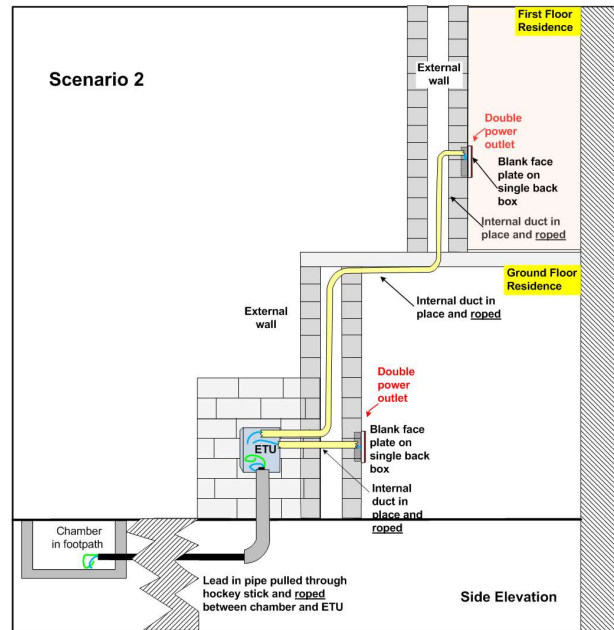 First Floor
Residence
Scenario 2
External
wall
Double
power
outlet
Blank face
plate on
single back
box
Internal duct in
place and roped
Ground Floor
Residence
Internal duct in
place and roped
External
wall
Double
power
outlet
Blank face
plate on
single back
box
ETU
Internal
duct in
place and
roped
Chamber
in footpath
Lead in pipe pulled through
hockey stick and roped
between chamber and ETU
Side Elevation